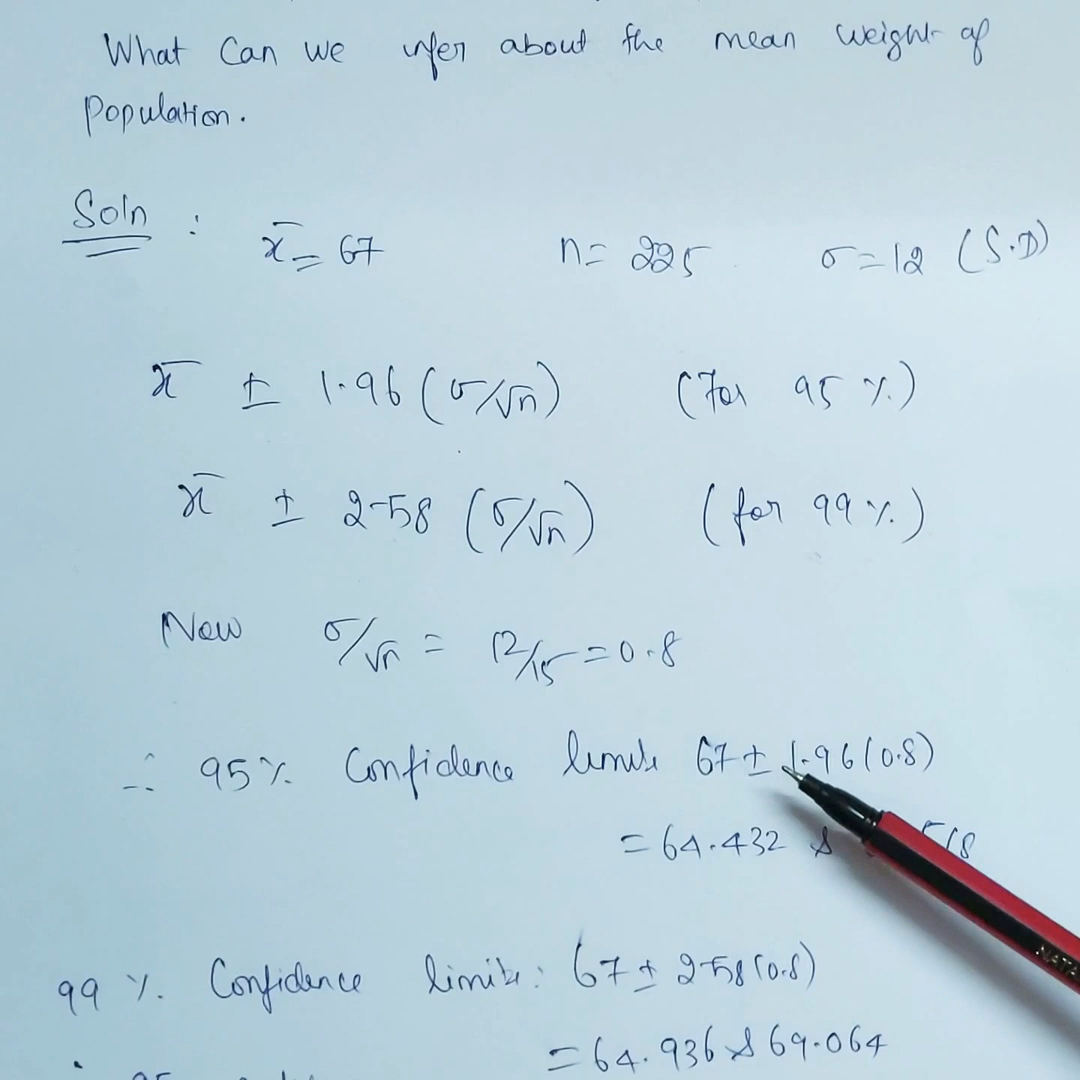 What Can we infer about the mean weight of
population.
Soln : x̄ = 67 n = 225 σ = 12 (S.D)
x̄ ± 1.96 (σ/√n) (for 95 %)
x̄ ± 2.58 (σ/√n) (for 99 %)
Now σ/√n = 12/15 = 0.8
∴ 95 % Confidence limits 67 ± 1.96 (0.8)
= 64.432 &
99 % Confidence limits: 67 ± 2.58 (0.8)
= 64.936 & 69.064